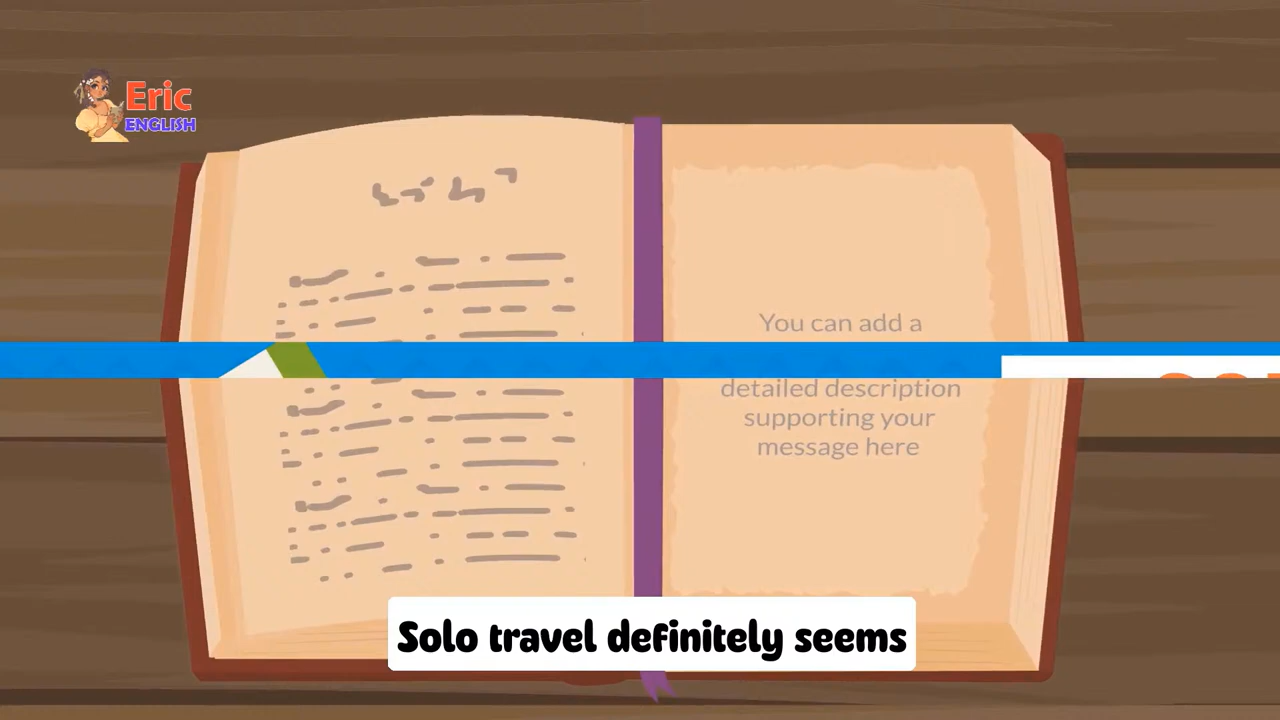 Eric
ENGLISH
You can add a
detailed description
supporting your
message here
Solo travel definitely seems